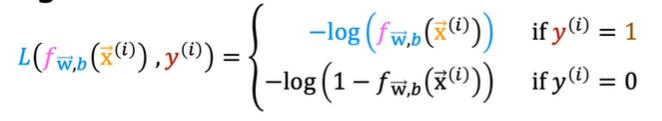 L(f_{w⃗,b}(x⃗^{(i)}), y^{(i)}) = { −log(f_{w⃗,b}(x⃗^{(i)})) if y^{(i)} = 1
−log(1 − f_{w⃗,b}(x⃗^{(i)})) if y^{(i)} = 0